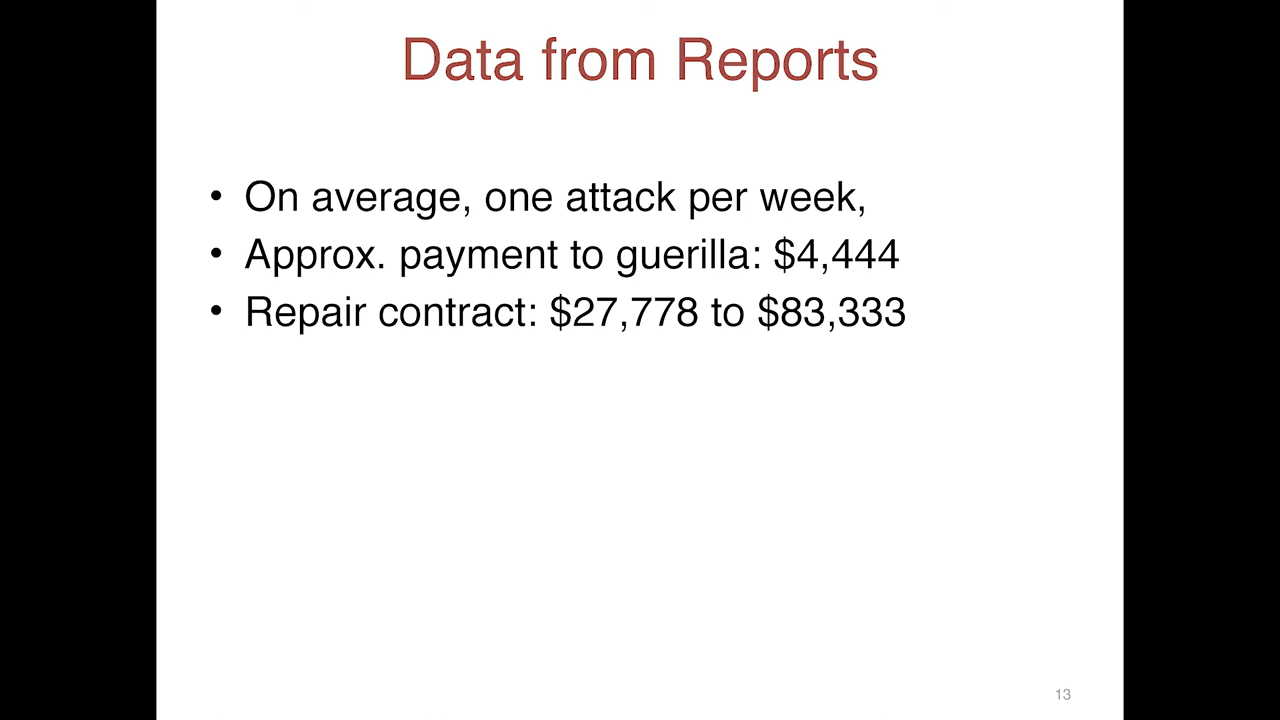 Data from Reports
• On average, one attack per week,
• Approx. payment to guerilla: $4,444
• Repair contract: $27,778 to $83,333
13